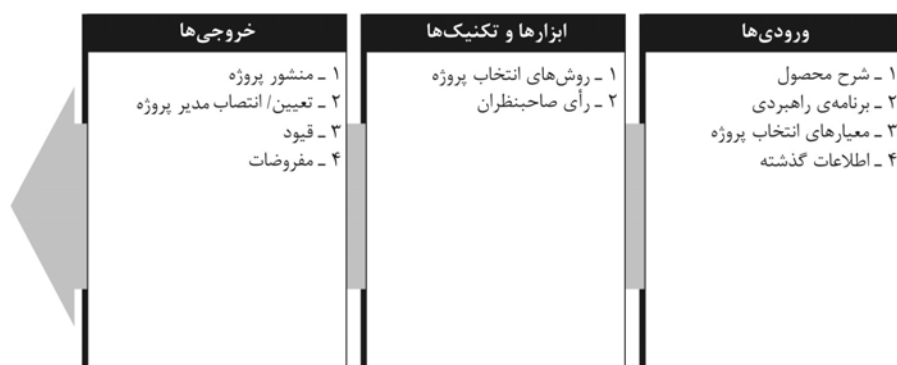 ورودی‌ها
۱ ـ شرح محصول
۲ ـ برنامه‌ی راهبردی
۳ ـ معیارهای انتخاب پروژه
۴ ـ اطلاعات گذشته
ابزارها و تکنیک‌ها
۱ ـ روش‌های انتخاب پروژه
۲ ـ رأی صاحبنظران
خروجی‌ها
۱ ـ منشور پروژه
۲ ـ تعیین/ انتصاب مدیر پروژه
۳ ـ قیود
۴ ـ مفروضات